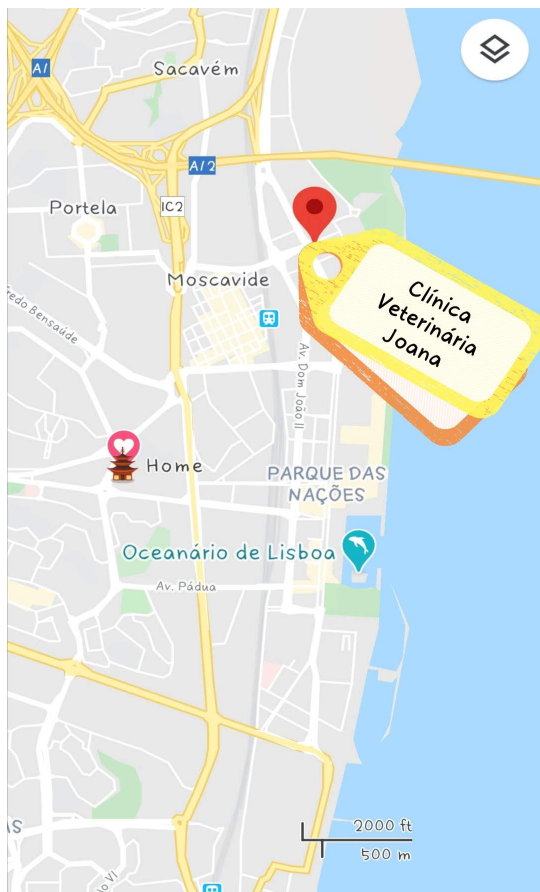 A1
Sacavém
A12
Portela
IC2
Moscavide
Clínica
Veterinária
Joana
Av. Dom João II
Home
PARQUE DAS
NAÇÕES
Oceanário de Lisboa
Av. Pádua
2000 ft
500 m